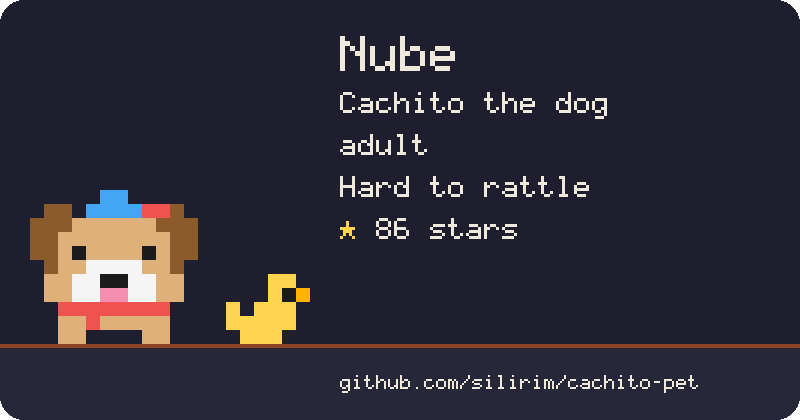 Nube
Cachito the dog
adult
Hard to rattle
★ 86 stars
github.com/silirim/cachito-pet